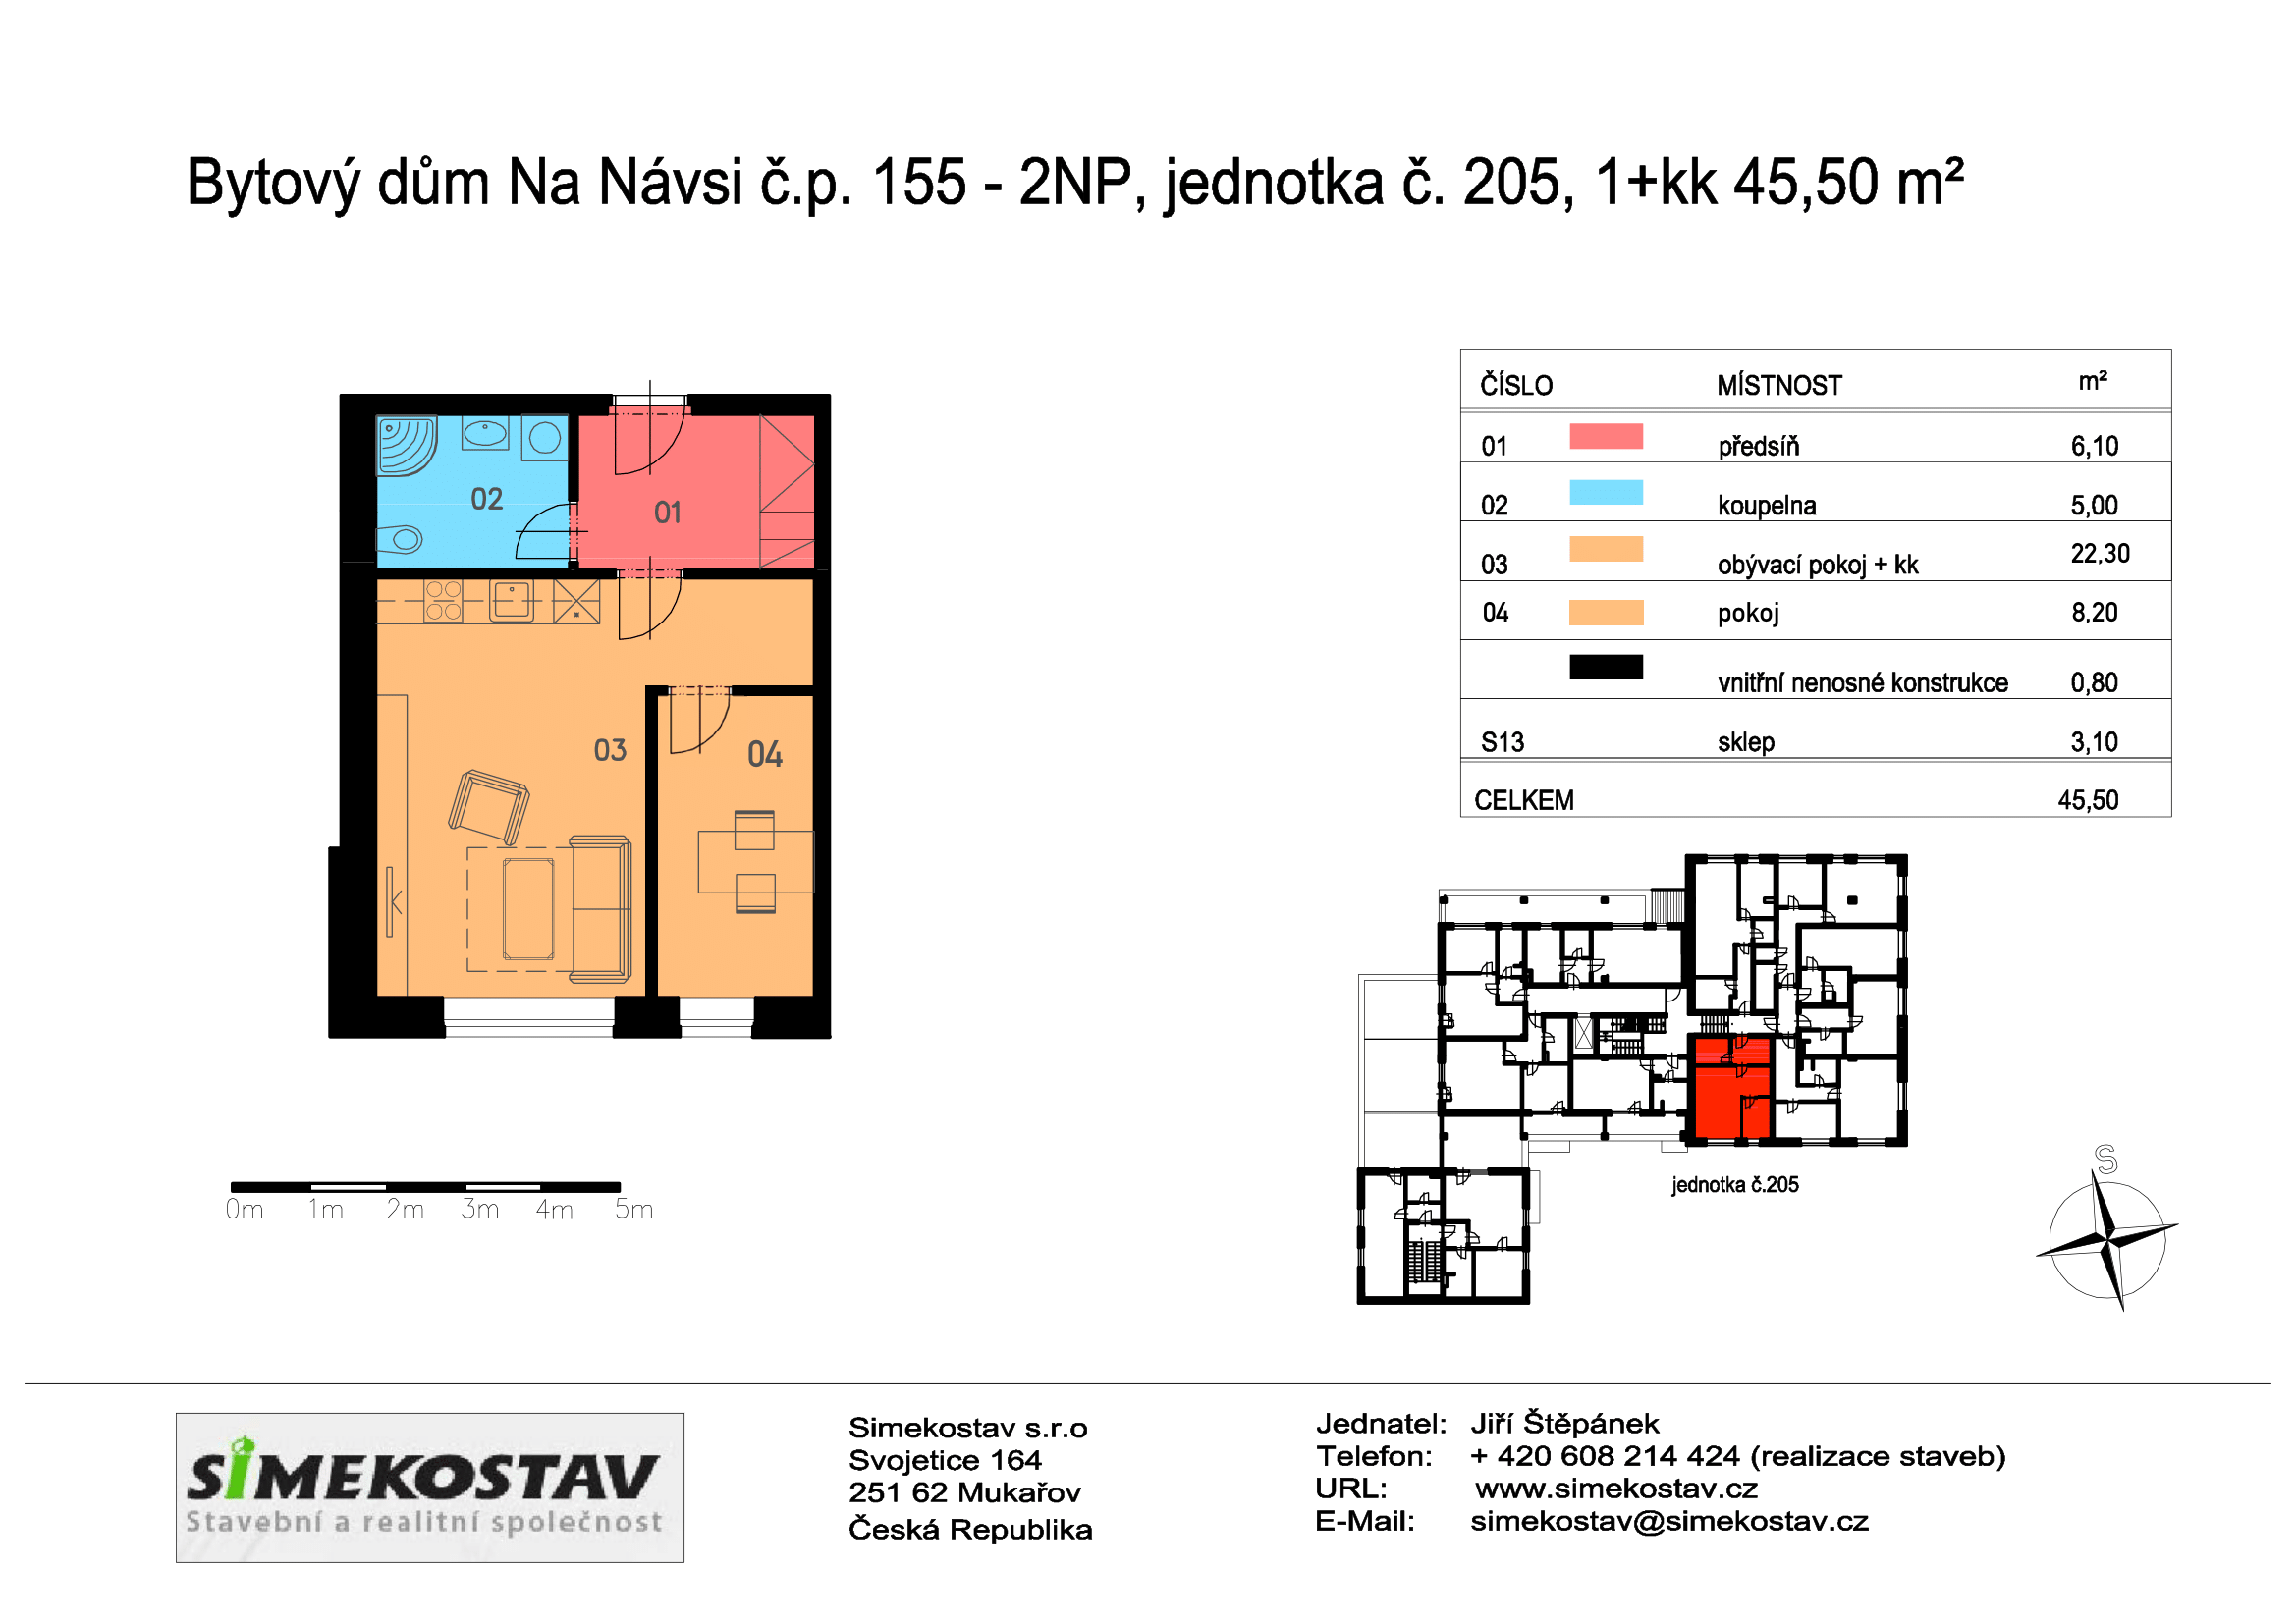 Bytový dům Na Návsi č.p. 155 - 2NP, jednotka č. 205, 1+kk 45,50 m²
02
01
03
04
0m 1m 2m 3m 4m 5m
ČÍSLO MÍSTNOST m²
01 předsíň 6,10
02 koupelna 5,00
03 obývací pokoj + kk 22,30
04 pokoj 8,20
vnitřní nenosné konstrukce 0,80
S13 sklep 3,10
CELKEM 45,50
jednotka č.205
S
SIMEKOSTAV
Stavební a realitní společnost
Simekostav s.r.o
Svojetice 164
251 62 Mukařov
Česká Republika
Jednatel: Jiří Štěpánek
Telefon: + 420 608 214 424 (realizace staveb)
URL: www.simekostav.cz
E-Mail: simekostav@simekostav.cz